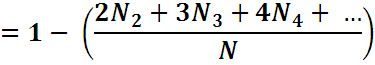 = 1 − (2N₂ + 3N₃ + 4N₄ + ... / N)